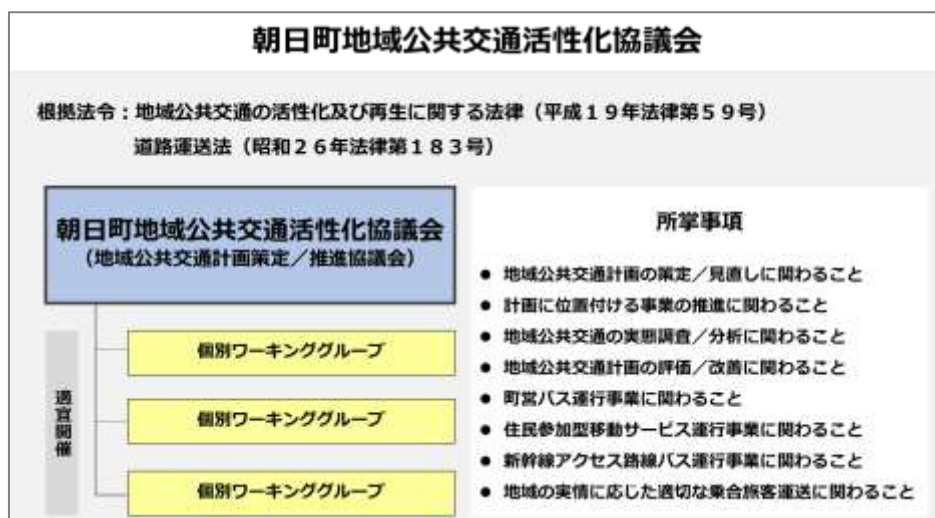 朝日町地域公共交通活性化協議会
根拠法令：地域公共交通の活性化及び再生に関する法律（平成１９年法律第５９号）
道路運送法（昭和２６年法律第１８３号）
朝日町地域公共交通活性化協議会
（地域公共交通計画策定／推進協議会）
適宜開催
個別ワーキンググループ
個別ワーキンググループ
個別ワーキンググループ
所掌事項
● 地域公共交通計画の策定／見直しに関わること
● 計画に位置付ける事業の推進に関わること
● 地域公共交通の実態調査／分析に関わること
● 地域公共交通計画の評価／改善に関わること
● 町営バス運行事業に関わること
● 住民参加型移動サービス運行事業に関わること
● 新幹線アクセス路線バス運行事業に関わること
● 地域の実情に応じた適切な乗合旅客運送に関わること